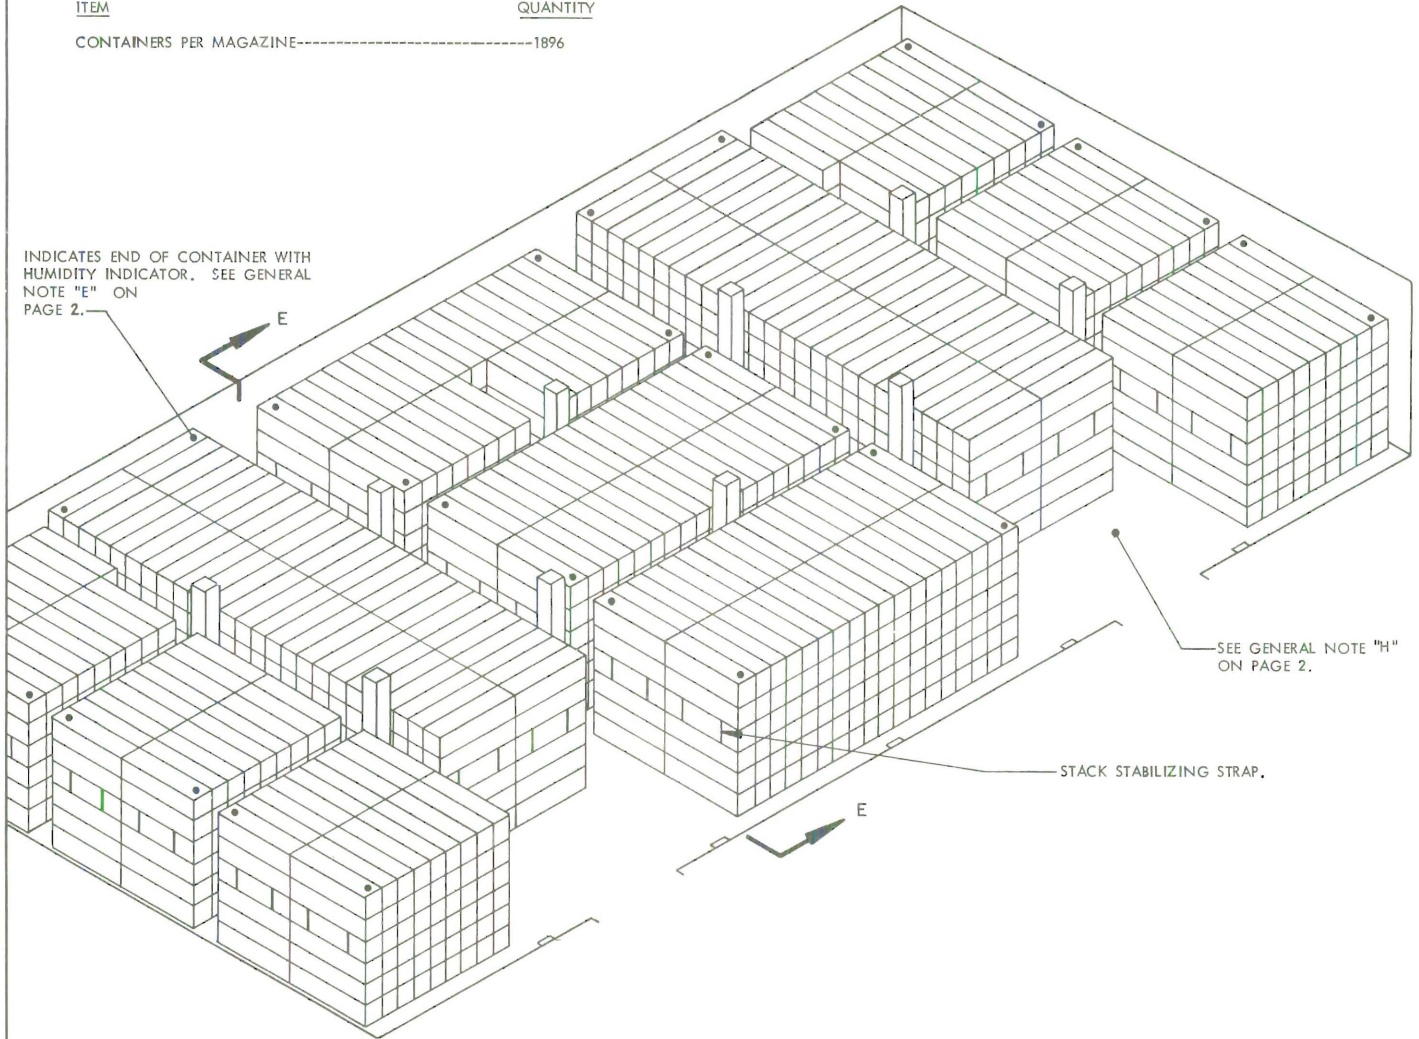 ITEM QUANTITY
CONTAINERS PER MAGAZINE--------------------------------1896
INDICATES END OF CONTAINER WITH
HUMIDITY INDICATOR. SEE GENERAL
NOTE "E" ON
PAGE 2.
E
SEE GENERAL NOTE "H"
ON PAGE 2.
STACK STABILIZING STRAP.
E